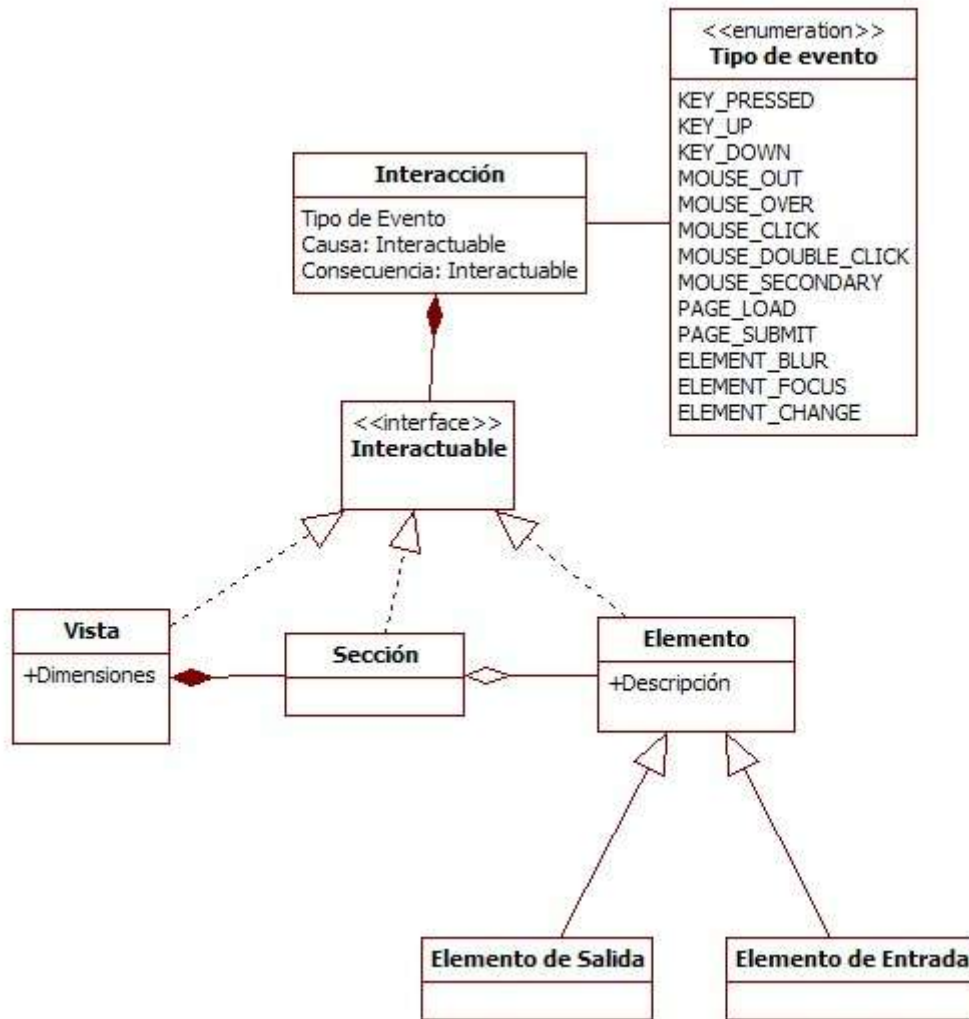 <<enumeration>>
Tipo de evento
KEY_PRESSED
KEY_UP
KEY_DOWN
MOUSE_OUT
MOUSE_OVER
MOUSE_CLICK
MOUSE_DOUBLE_CLICK
MOUSE_SECONDARY
PAGE_LOAD
PAGE_SUBMIT
ELEMENT_BLUR
ELEMENT_FOCUS
ELEMENT_CHANGE
Interacción
Tipo de Evento
Causa: Interactuable
Consecuencia: Interactuable
<<interface>>
Interactuable
Vista
+Dimensiones
Sección
Elemento
+Descripción
Elemento de Salida
Elemento de Entrada